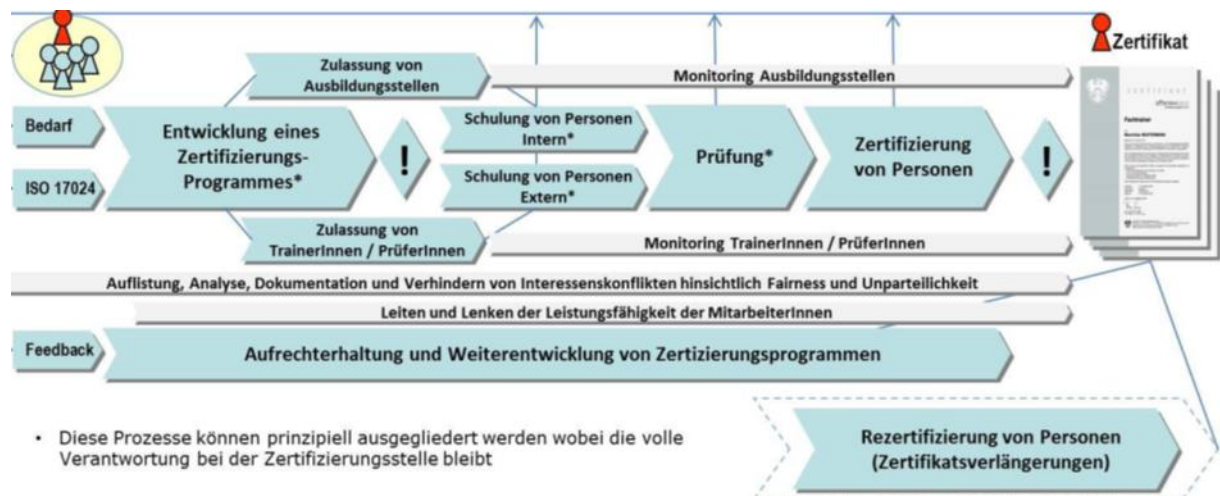 Zertifikat
Zulassung von
Ausbildungsstellen
Monitoring Ausbildungsstellen
Bedarf
ISO 17024
Entwicklung eines
Zertifizierungs-
Programmes*
!
Schulung von Personen
Intern*
Schulung von Personen
Extern*
Prüfung*
Zertifizierung
von Personen
!
zertifikat
Fachtrainer
Zulassung von
TrainerInnen / PrüferInnen
Monitoring TrainerInnen / PrüferInnen
Auflistung, Analyse, Dokumentation und Verhindern von Interessenskonflikten hinsichtlich Fairness und Unparteilichkeit
Leiten und Lenken der Leistungsfähigkeit der MitarbeiterInnen
Feedback
Aufrechterhaltung und Weiterentwicklung von Zertizierungsprogrammen
• Diese Prozesse können prinzipiell ausgegliedert werden wobei die volle
Verantwortung bei der Zertifizierungsstelle bleibt
Rezertifizierung von Personen
(Zertifikatsverlängerungen)